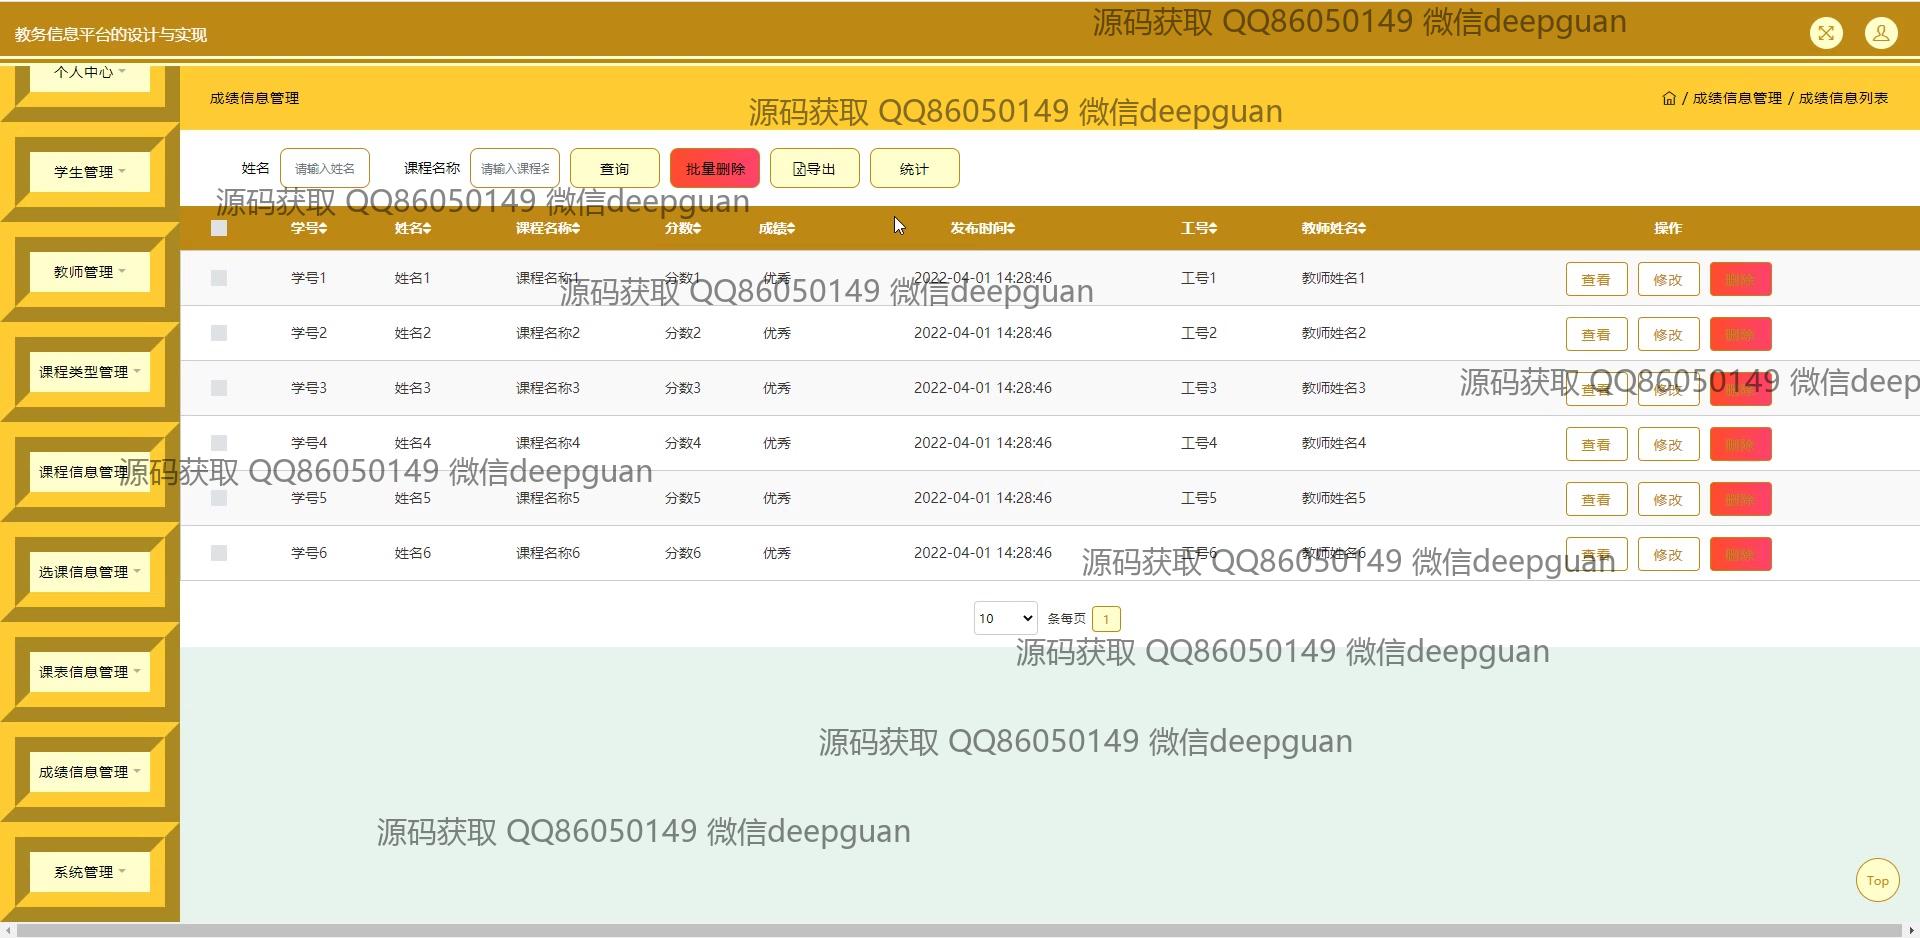 教务信息平台的设计与实现
源码获取 QQ86050149 微信deepguan
个人中心
学生管理
教师管理
课程类型管理
课程信息管理
选课信息管理
课表信息管理
成绩信息管理
系统管理
成绩信息管理
源码获取 QQ86050149 微信deepguan
/ 成绩信息管理 / 成绩信息列表
姓名 请输入姓名 课程名称 请输入课程名 查询 批量删除 导出 统计
源码获取 QQ86050149 微信deepguan
学号 姓名 课程名称 分数 成绩 发布时间 工号 教师姓名 操作
学号1 姓名1 课程名称1 分数1 优秀 2022-04-01 14:28:46 工号1 教师姓名1 查看 修改 删除
源码获取 QQ86050149 微信deepguan
学号2 姓名2 课程名称2 分数2 优秀 2022-04-01 14:28:46 工号2 教师姓名2 查看 修改 删除
学号3 姓名3 课程名称3 分数3 优秀 2022-04-01 14:28:46 工号3 教师姓名3 查看 修改 删除
源码获取 QQ86050149 微信deep
学号4 姓名4 课程名称4 分数4 优秀 2022-04-01 14:28:46 工号4 教师姓名4 查看 修改 删除
源码获取 QQ86050149 微信deepguan
学号5 姓名5 课程名称5 分数5 优秀 2022-04-01 14:28:46 工号5 教师姓名5 查看 修改 删除
学号6 姓名6 课程名称6 分数6 优秀 2022-04-01 14:28:46 工号6 教师姓名6 查看 修改 删除
源码获取 QQ86050149 微信deepguan
10 条每页 1
源码获取 QQ86050149 微信deepguan
源码获取 QQ86050149 微信deepguan
源码获取 QQ86050149 微信deepguan
Top